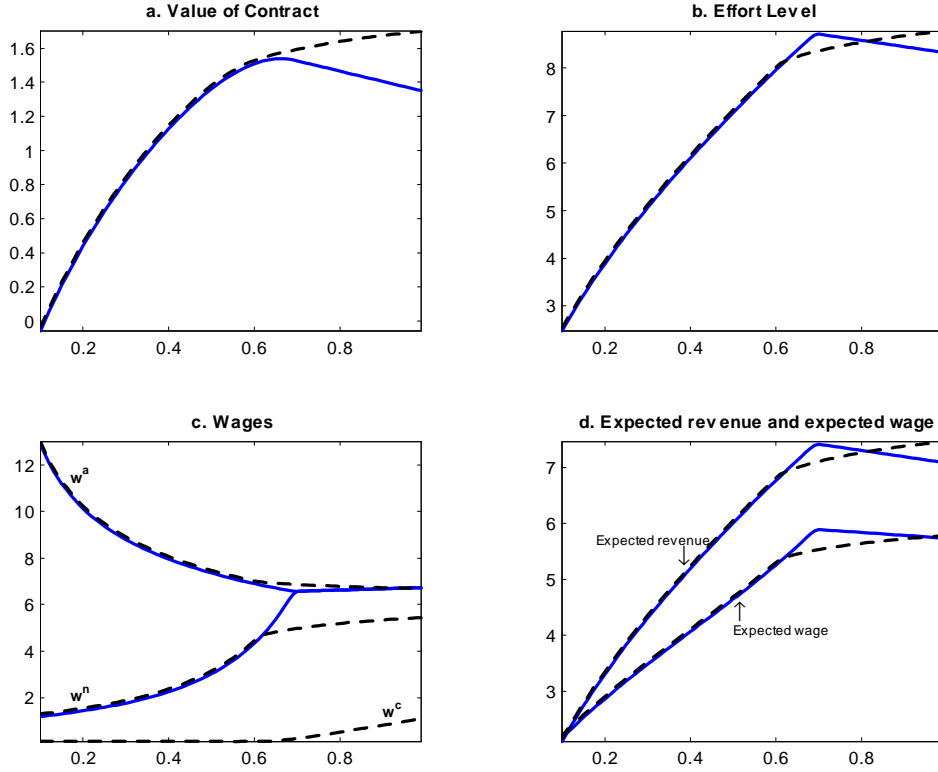 a. Value of Contract
1.6
1.4
1.2
1
0.8
0.6
0.4
0.2
0
0.2 0.4 0.6 0.8
b. Effort Level
8
7
6
5
4
3
0.2 0.4 0.6 0.8
c. Wages
12
10
8
6
4
2
w^a
w^n
w^c
0.2 0.4 0.6 0.8
d. Expected revenue and expected wage
7
6
5
4
3
Expected revenue
Expected wage
0.2 0.4 0.6 0.8